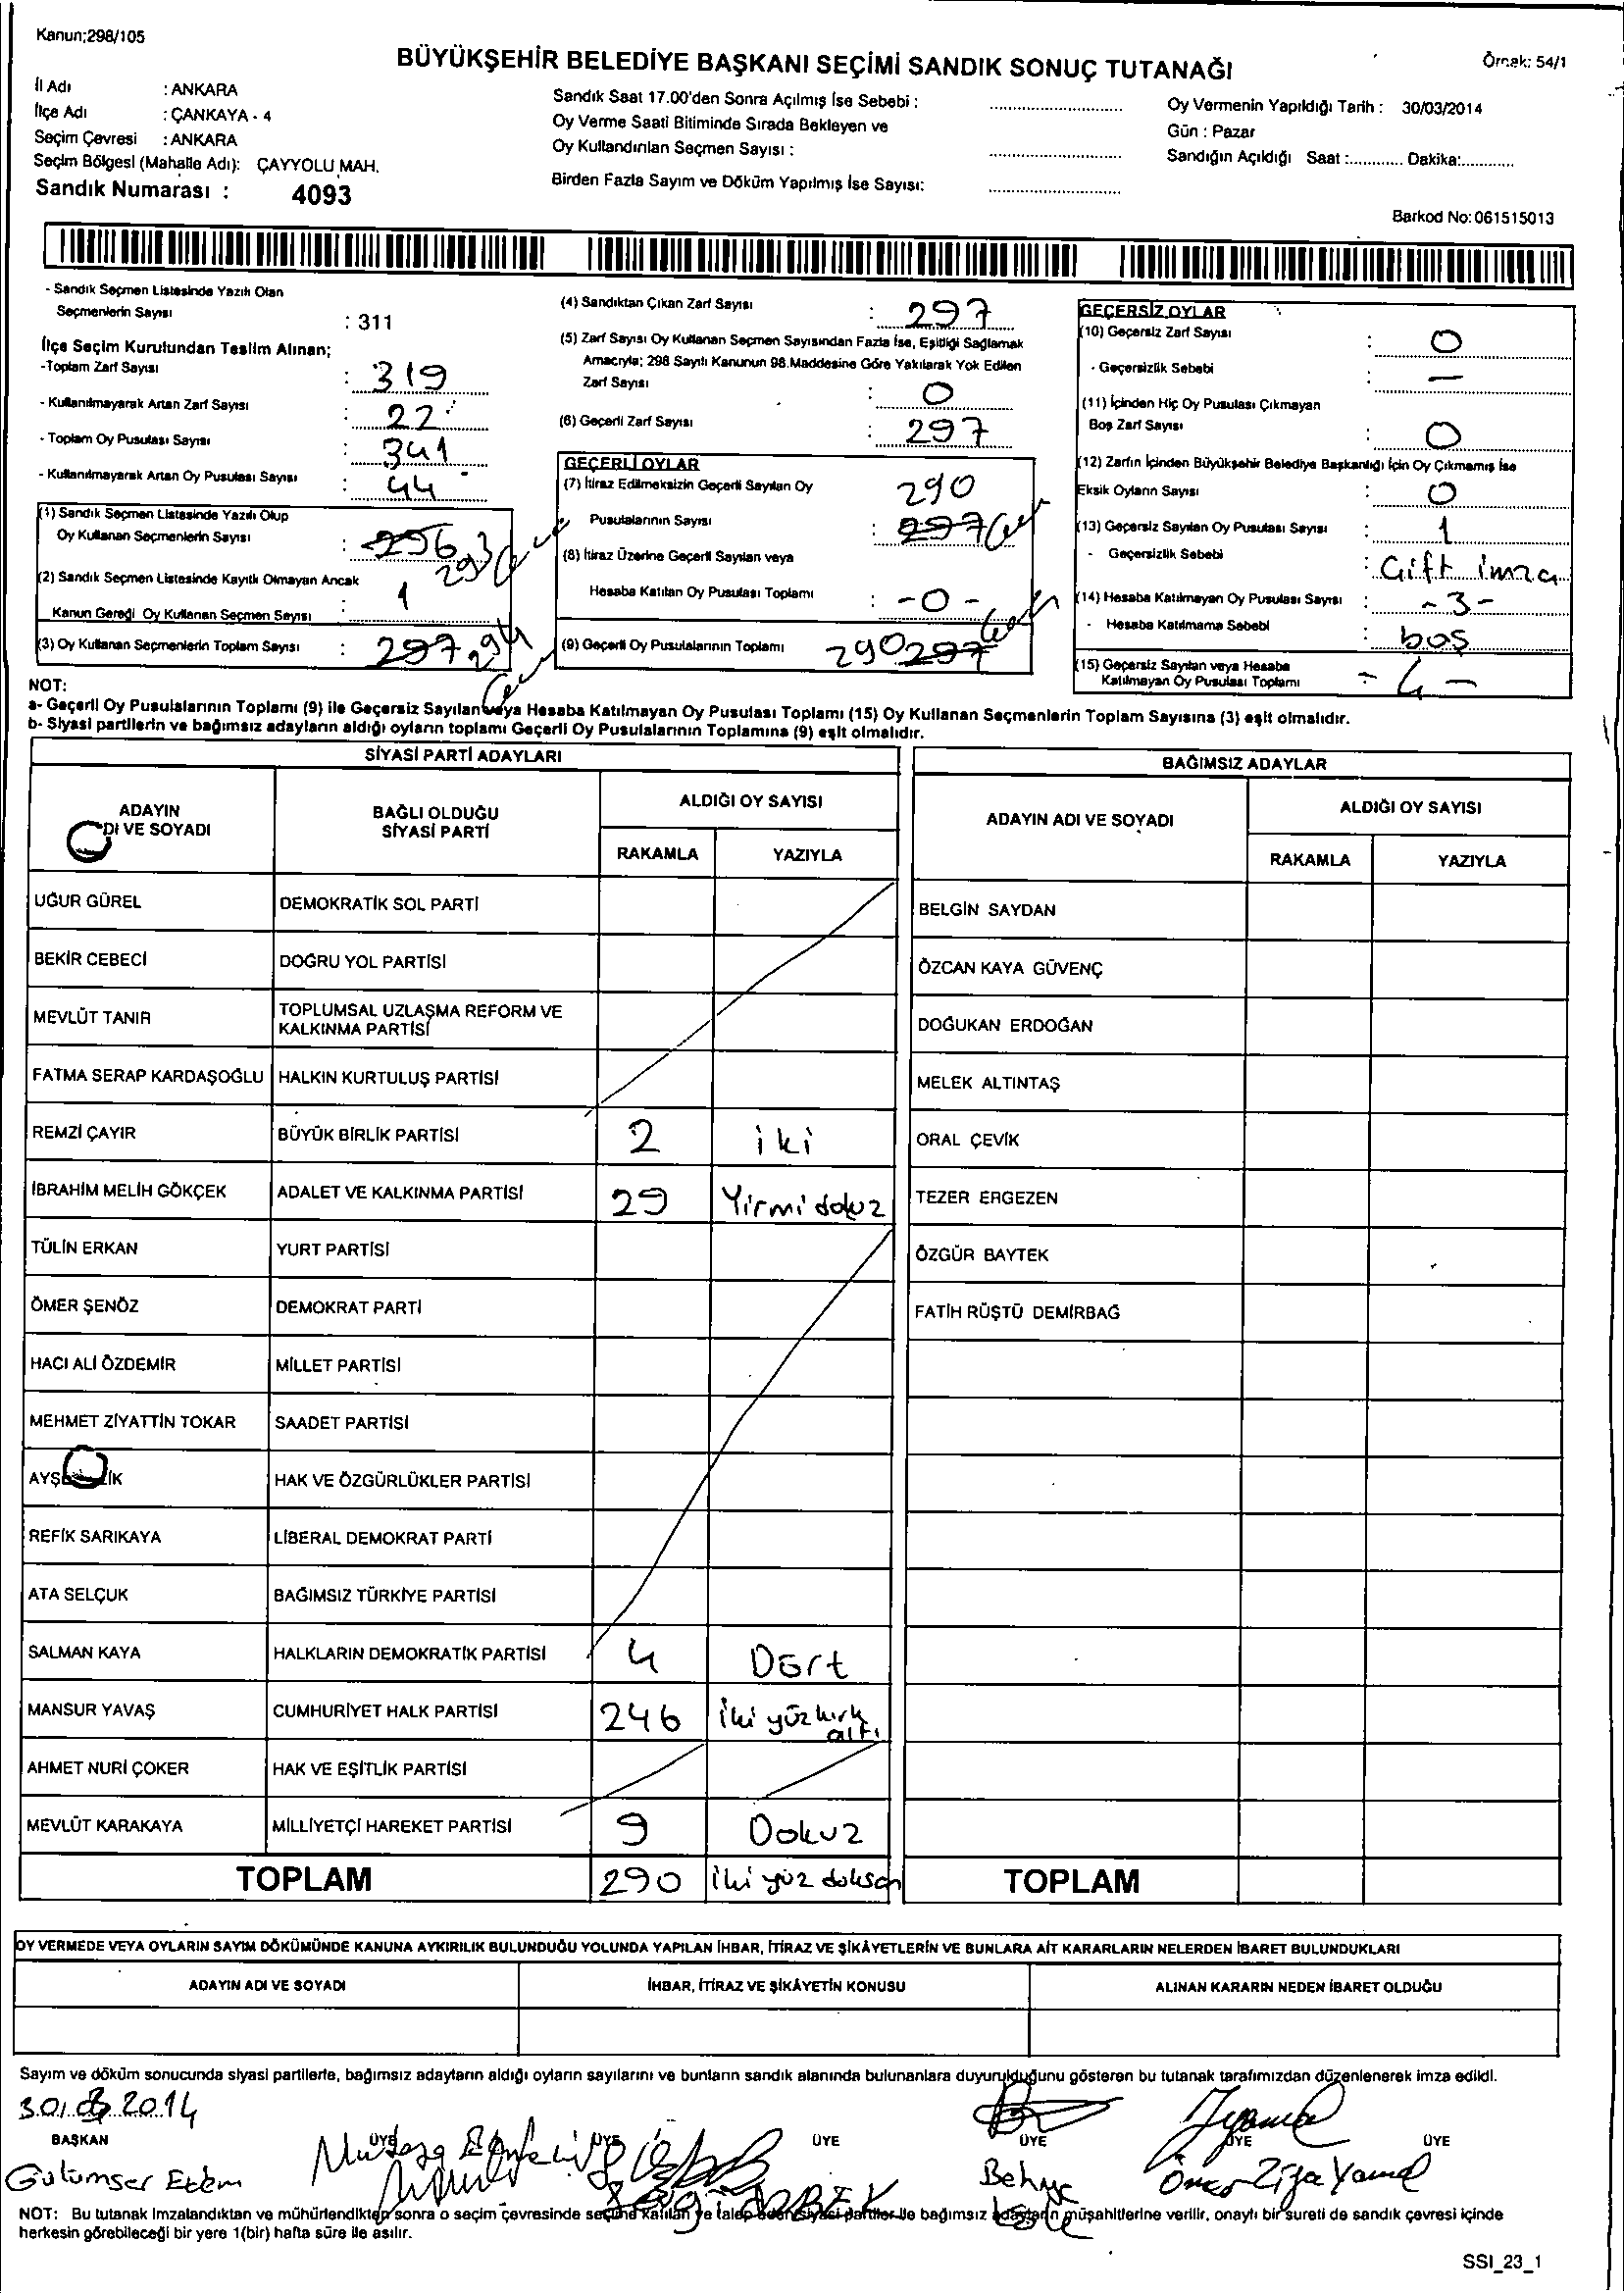 Kanun;298/105
BÜYÜKŞEHİR BELEDİYE BAŞKANI SEÇİMİ SANDIK SONUÇ TUTANAĞI
Örnek: 54/1
İl Adı : ANKARA
İlçe Adı : ÇANKAYA - 4
Seçim Çevresi : ANKARA
Seçim Bölgesi (Mahalle Adı): ÇAYYOLU MAH.
Sandık Numarası : 4093
Sandık Saat 17.00'den Sonra Açılmış İse Sebebi :
Oy Verme Saati Bitiminde Sırada Bekleyen ve
Oy Kullandırılan Seçmen Sayısı :
Birden Fazla Sayım ve Döküm Yapılmış İse Sayısı:
Oy Vermenin Yapıldığı Tarih : 30/03/2014
Gün : Pazar
Sandığın Açıldığı Saat :............ Dakika:............
Barkod No: 061515013
- Sandık Seçmen Listesinde Yazılı Olan
Seçmenlerin Sayısı : 311
İlçe Seçim Kurulundan Teslim Alınan;
-Toplam Zarf Sayısı : 319
- Kullanılmayarak Artan Zarf Sayısı : 22
- Toplam Oy Pusulası Sayısı : 341
- Kullanılmayarak Artan Oy Pusulası Sayısı : 44
(1) Sandık Seçmen Listesinde Yazılı Olup
Oy Kullanan Seçmenlerin Sayısı : 296 293
(2) Sandık Seçmen Listesinde Kayıtlı Olmayan Ancak
Kanun Gereği Oy Kullanan Seçmen Sayısı : 1
(3) Oy Kullanan Seçmenlerin Toplam Sayısı : 297 294
(4) Sandıktan Çıkan Zarf Sayısı : 297
(5) Zarf Sayısı Oy Kullanan Seçmen Sayısından Fazla İse, Eşitliği Sağlamak
Amacıyla; 298 Sayılı Kanunun 98.Maddesine Göre Yakılarak Yok Edilen
Zarf Sayısı : 0
(6) Geçerli Zarf Sayısı : 297
GEÇERLİ OYLAR
(7) İtiraz Edilmeksizin Geçerli Sayılan Oy 290
Pusulalarının Sayısı : 297
(8) İtiraz Üzerine Geçerli Sayılan veya
Hesaba Katılan Oy Pusulası Toplamı : -0-
(9) Geçerli Oy Pusulalarının Toplamı 290 297
GEÇERSİZ OYLAR
(10) Geçersiz Zarf Sayısı : 0
- Geçersizlik Sebebi : —
(11) İçinden Hiç Oy Pusulası Çıkmayan
Boş Zarf Sayısı : 0
(12) Zarfın İçinden Büyükşehir Belediye Başkanlığı İçin Oy Çıkmamış İse
Eksik Oyların Sayısı : 0
(13) Geçersiz Sayılan Oy Pusulası Sayısı : 1
- Geçersizlik Sebebi : Çift imza
(14) Hesaba Katılmayan Oy Pusulası Sayısı : -3-
- Hesaba Katılmama Sebebi : boş
(15) Geçersiz Sayılan veya Hesaba
Katılmayan Oy Pusulası Toplamı - 4 -
NOT:
a- Geçerli Oy Pusulalarının Toplamı (9) ile Geçersiz Sayılan veya Hesaba Katılmayan Oy Pusulası Toplamı (15) Oy Kullanan Seçmenlerin Toplam Sayısına (3) eşit olmalıdır.
b- Siyasi partilerin ve bağımsız adayların aldığı oyların toplamı Geçerli Oy Pusulalarının Toplamına (9) eşit olmalıdır.
SİYASİ PARTİ ADAYLARI
ADAYIN DI VE SOYADI
BAĞLI OLDUĞU SİYASİ PARTİ
ALDIĞI OY SAYISI
RAKAMLA YAZIYLA
UĞUR GÜREL DEMOKRATİK SOL PARTİ
BEKİR CEBECİ DOĞRU YOL PARTİSİ
MEVLÜT TANIR TOPLUMSAL UZLAŞMA REFORM VE KALKINMA PARTİSİ
FATMA SERAP KARDAŞOĞLU HALKIN KURTULUŞ PARTİSİ
REMZİ ÇAYIR BÜYÜK BİRLİK PARTİSİ 2 iki
İBRAHİM MELİH GÖKÇEK ADALET VE KALKINMA PARTİSİ 29 Yirmi dokuz
TÜLİN ERKAN YURT PARTİSİ
ÖMER ŞENÖZ DEMOKRAT PARTİ
HACI ALİ ÖZDEMİR MİLLET PARTİSİ
MEHMET ZİYATTİN TOKAR SAADET PARTİSİ
HAK VE ÖZGÜRLÜKLER PARTİSİ
REFİK SARIKAYA LİBERAL DEMOKRAT PARTİ
ATA SELÇUK BAĞIMSIZ TÜRKİYE PARTİSİ
SALMAN KAYA HALKLARIN DEMOKRATİK PARTİSİ 4 Dört
MANSUR YAVAŞ CUMHURİYET HALK PARTİSİ 246 iki yüz kırk altı
AHMET NURİ ÇOKER HAK VE EŞİTLİK PARTİSİ
MEVLÜT KARAKAYA MİLLİYETÇİ HAREKET PARTİSİ 9 Dokuz
TOPLAM 290 iki yüz doksan
BAĞIMSIZ ADAYLAR
ADAYIN ADI VE SOYADI
ALDIĞI OY SAYISI
RAKAMLA YAZIYLA
BELGİN SAYDAN
ÖZCAN KAYA GÜVENÇ
DOĞUKAN ERDOĞAN
MELEK ALTINTAŞ
ORAL ÇEVİK
TEZER ERGEZEN
ÖZGÜR BAYTEK
FATİH RÜŞTÜ DEMİRBAĞ
TOPLAM
OY VERMEDE VEYA OYLARIN SAYIM DÖKÜMÜNDE KANUNA AYKIRILIK BULUNDUĞU YOLUNDA YAPILAN İHBAR, İTİRAZ VE ŞİKÂYETLERİN VE BUNLARA AİT KARARLARIN NELERDEN İBARET BULUNDUKLARI
ADAYIN ADI VE SOYADI
İHBAR, İTİRAZ VE ŞİKÂYETİN KONUSU
ALINAN KARARIN NEDEN İBARET OLDUĞU
Sayım ve döküm sonucunda siyasi partilerle, bağımsız adayların aldığı oyların sayılarını ve bunların sandık alanında bulunanlara duyurulduğunu gösteren bu tutanak tarafımızdan düzenlenerek imza edildi.
30.03.2014
BAŞKAN ÜYE ÜYE ÜYE ÜYE ÜYE ÜYE
Gülümser Behiye Ömer Ziya Yamul
NOT: Bu tutanak imzalandıktan ve mühürlendikten sonra o seçim çevresinde seçime katılan ve talep eden siyasi partiler ile bağımsız adayların müşahitlerine verilir, onaylı bir sureti de sandık çevresi içinde
herkesin görebileceği bir yere 1(bir) hafta süre ile asılır.
SSI_23_1